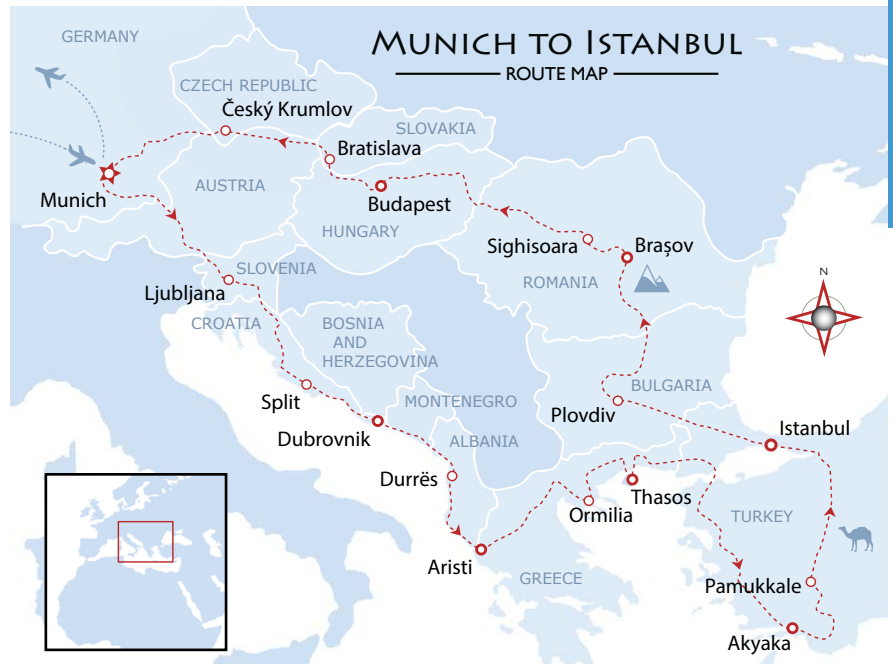 MUNICH TO ISTANBUL
ROUTE MAP
GERMANY
CZECH REPUBLIC
Český Krumlov
SLOVAKIA
Bratislava
Munich
AUSTRIA
Budapest
HUNGARY
Sighisoara
Brașov
ROMANIA
SLOVENIA
Ljubljana
N
CROATIA
BOSNIA
AND
HERZEGOVINA
Split
MONTENEGRO
BULGARIA
Plovdiv
Dubrovnik
ALBANIA
Istanbul
Durrës
Thasos
Ormilia
TURKEY
Aristi
GREECE
Pamukkale
Akyaka